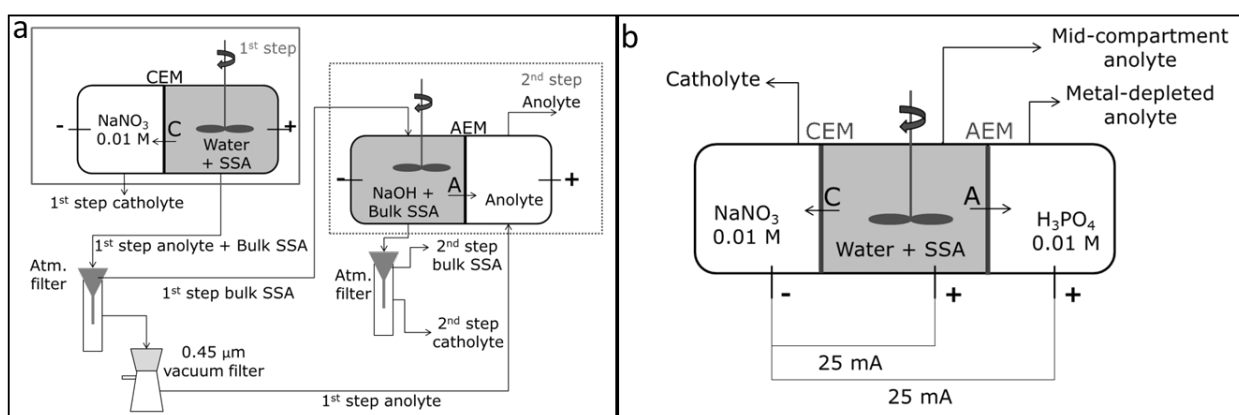 a
1st step
CEM
-
NaNO3
0.01 M
C
+
Water
+ SSA
1st step catholyte
1st step anolyte + Bulk SSA
Atm.
filter
1st step bulk SSA
0.45 µm
vacuum filter
1st step anolyte
2nd step
Anolyte
AEM
-
NaOH +
Bulk SSA
A
Anolyte
+
Atm.
filter
2nd step
bulk SSA
2nd step
catholyte
b
Mid-compartment
anolyte
Catholyte
Metal-depleted
anolyte
CEM
AEM
C
A
NaNO3
0.01 M
Water + SSA
H3PO4
0.01 M
-
+
+
25 mA
25 mA